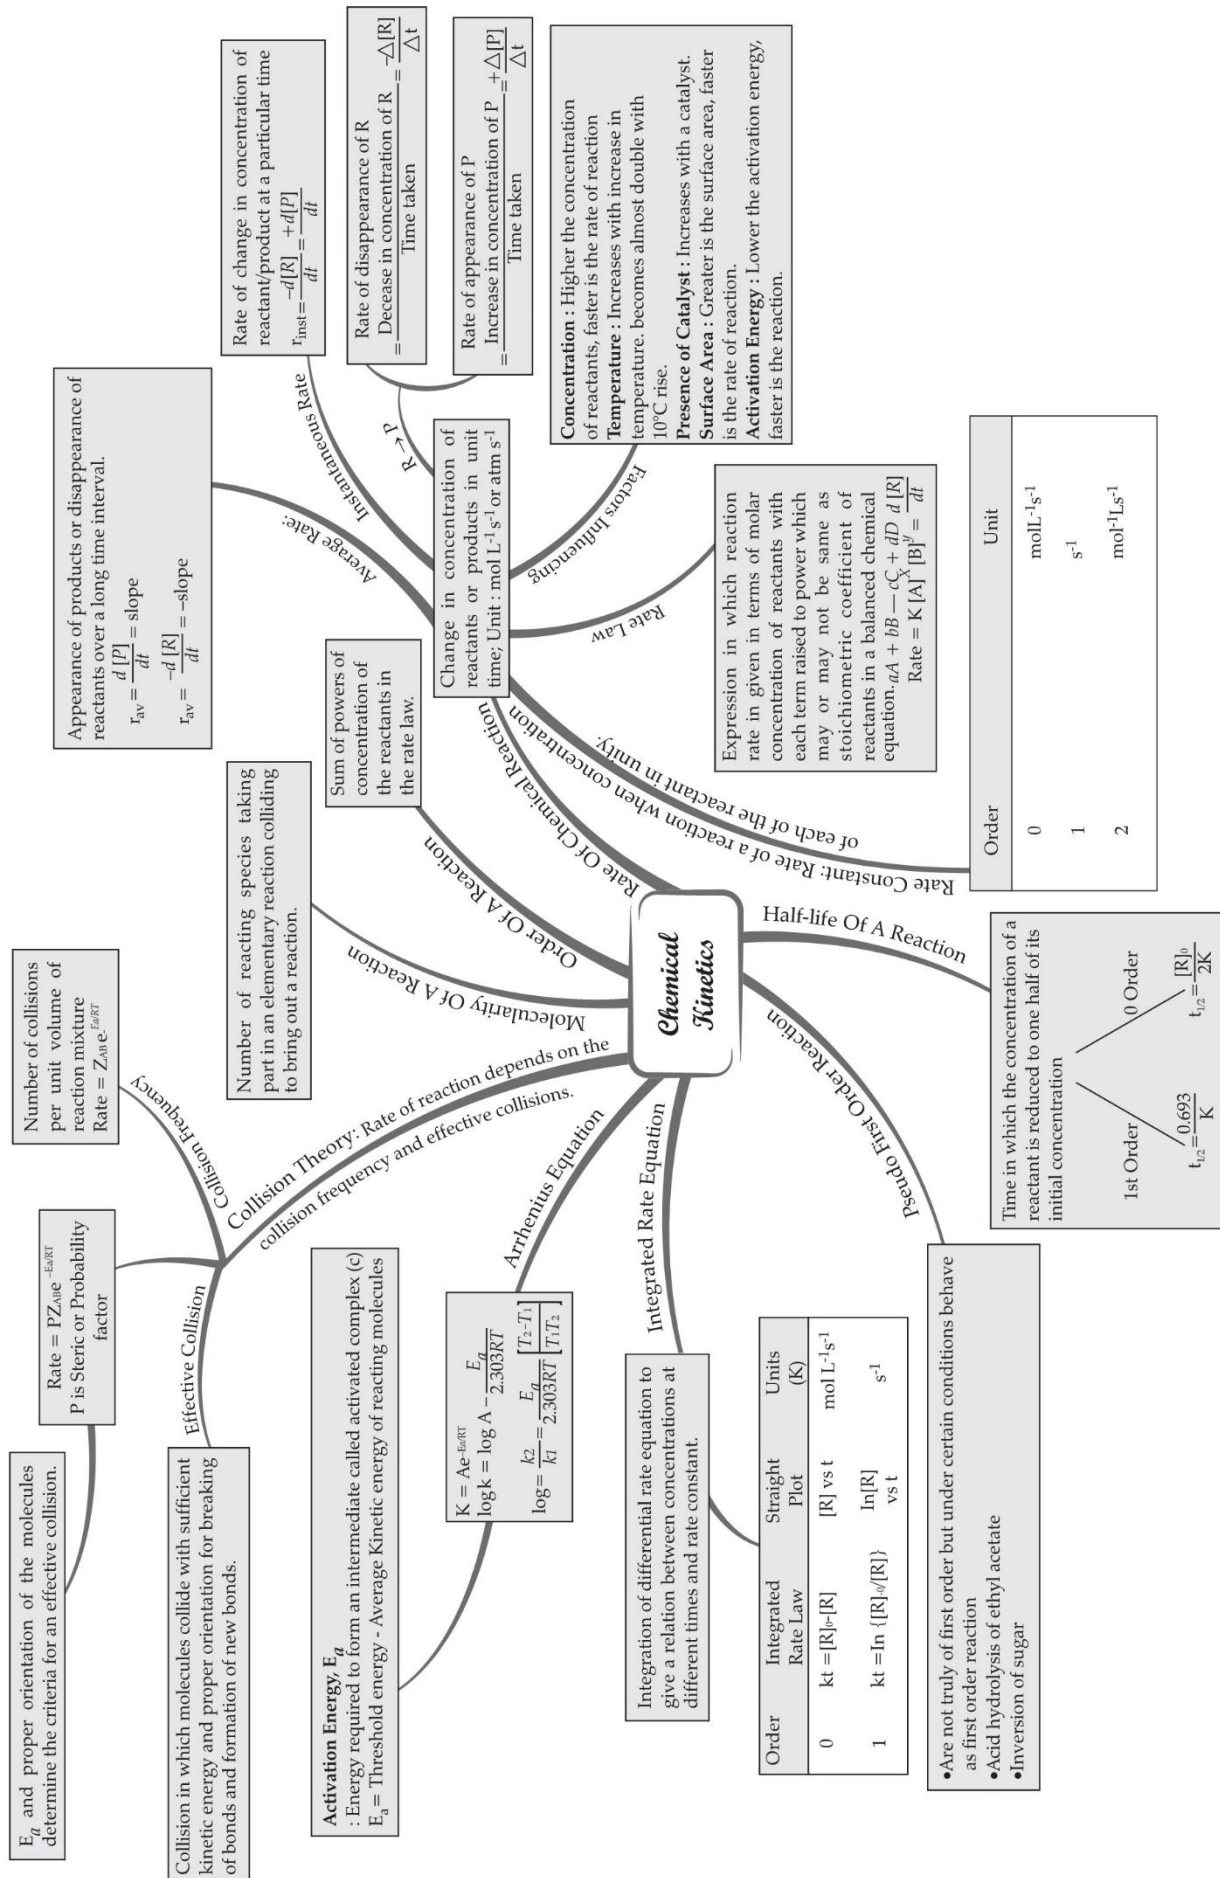 Chemical
Kinetics
Rate Of Chemical Reaction
Change in concentration of
reactants or products in unit
time; Unit : mol L⁻¹ s⁻¹ or atm s⁻¹
Average Rate:
Appearance of products or disappearance of
reactants over a long time interval.
r_av = d [P]/dt = slope
r_av = -d [R]/dt = -slope
Instantaneous Rate
Rate of change in concentration of
reactant/product at a particular time
r_inst = -d[R]/dt = +d[P]/dt
R→P
Rate of disappearance of R
= Decease in concentration of R/Time taken = -△[R]/△t
Rate of appearance of P
= Increase in concentration of P/Time taken = +△[P]/△t
Factors Influencing
Concentration : Higher the concentration
of reactants, faster is the rate of reaction
Temperature : Increases with increase in
temperature. becomes almost double with
10°C rise.
Presence of Catalyst : Increases with a catalyst.
Surface Area : Greater is the surface area, faster
is the rate of reaction.
Activation Energy : Lower the activation energy,
faster is the reaction.
Rate Law
Expression in which reaction
rate in given in terms of molar
concentration of reactants with
each term raised to power which
may or may not be same as
stoichiometric coefficient of
reactants in a balanced chemical
equation. aA + bB — cC + dD
Rate = K [A]^X [B]^y = d [R]/dt
Rate Constant: Rate of a reaction when concentration
of each of the reactant in unity.
Order Unit
0 molL⁻¹s⁻¹
1 s⁻¹
2 mol⁻¹Ls⁻¹
Order Of A Reaction
Sum of powers of
concentration of
the reactants in
the rate law.
Molecularity Of A Reaction
Number of reacting species taking
part in an elementary reaction colliding
to bring out a reaction.
Collision Theory: Rate of reaction depends on the
collision frequency and effective collisions.
Collision Frequency
Number of collisions
per unit volume of
reaction mixture
Rate = Z_AB e^-Ea/RT
Rate = PZ_AB e^-Ea/RT
P is Steric or Probability
factor
E_a and proper orientation of the molecules
determine the criteria for an effective collision.
Effective Collision
Collision in which molecules collide with sufficient
kinetic energy and proper orientation for breaking
of bonds and formation of new bonds.
Arrhenius Equation
K = Ae^-Ea/RT
log k = log A - E_a/2.303RT
log = k2/k1 = E_a/2.303RT [T₂-T₁/T₁T₂]
Activation Energy, E_a
: Energy required to form an intermediate called activated complex (c)
E_a = Threshold energy - Average Kinetic energy of reacting molecules
Integrated Rate Equation
Integration of differential rate equation to
give a relation between concentrations at
different times and rate constant.
Order Integrated Rate Law Straight Plot Units (K)
0 kt =[R]₀-[R] [R] vs t mol L⁻¹s⁻¹
1 kt =In {[R]₋₀/[R]} In[R] vs t s⁻¹
Pseudo First Order Reaction
•Are not truly of first order but under certain conditions behave
as first order reaction
•Acid hydrolysis of ethyl acetate
•Inversion of sugar
Half-life Of A Reaction
Time in which the concentration of a
reactant is reduced to one half of its
initial concentration
1st Order 0 Order
t_1/2 = 0.693/K t_1/2 = [R]₀/2K